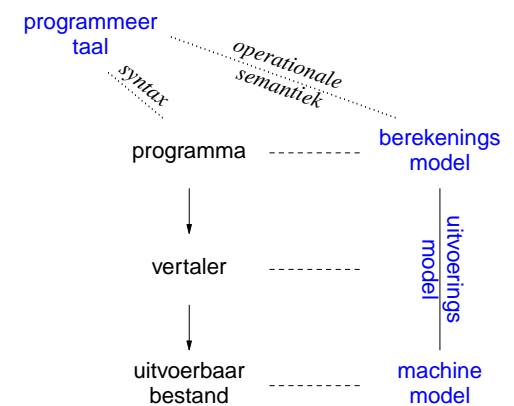 programmeer
taal
operationale
semantiek
syntax
programma
berekenings
model
vertaler
uitvoerings
model
uitvoerbaar
bestand
machine
model